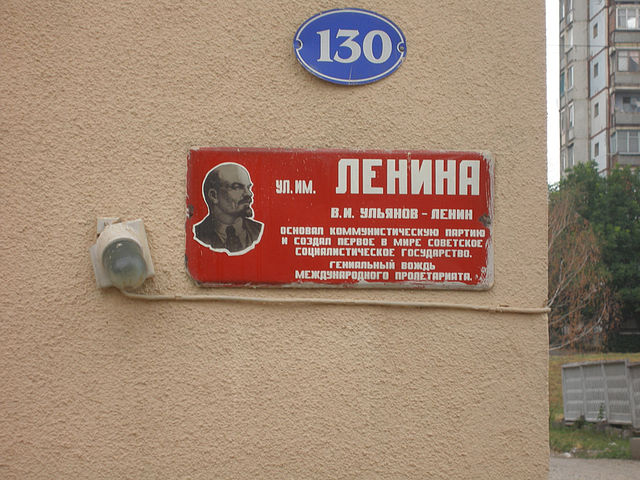 130
УЛ. ИМ. ЛЕНИНА
В.И. УЛЬЯНОВ - ЛЕНИН
ОСНОВАЛ КОММУНИСТИЧЕСКУЮ ПАРТИЮ
И СОЗДАЛ ПЕРВОЕ В МИРЕ СОВЕТСКОЕ
СОЦИАЛИСТИЧЕСКОЕ ГОСУДАРСТВО.
ГЕНИАЛЬНЫЙ ВОЖДЬ
МЕЖДУНАРОДНОГО ПРОЛЕТАРИАТА.